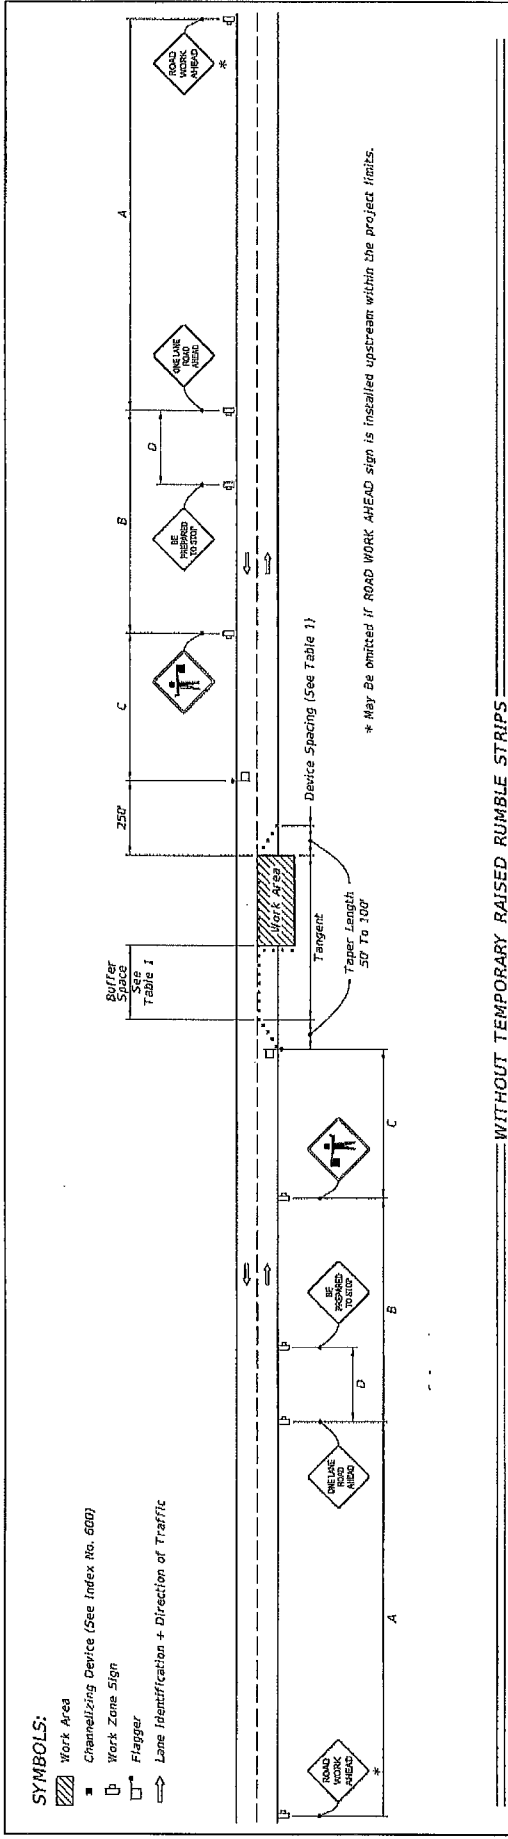 SYMBOLS:
Work Area
Channelizing Device (See Index No. 600)
Work Zone Sign
Flagger
Lane Identification + Direction of Traffic
ROAD
WORK
AHEAD
*
A
ONE LANE
ROAD
AHEAD
D
BE
PREPARED
TO STOP
B
C
Buffer
Space
See
Table 1
250'
Work Area
Tangent
Taper Length
50' To 100'
Device Spacing (See Table 1)
C
B
BE
PREPARED
TO STOP
D
ONE LANE
ROAD
AHEAD
A
ROAD
WORK
AHEAD
*
* May Be omitted if ROAD WORK AHEAD sign is installed upstream within the project limits.
WITHOUT TEMPORARY RAISED RUMBLE STRIPS